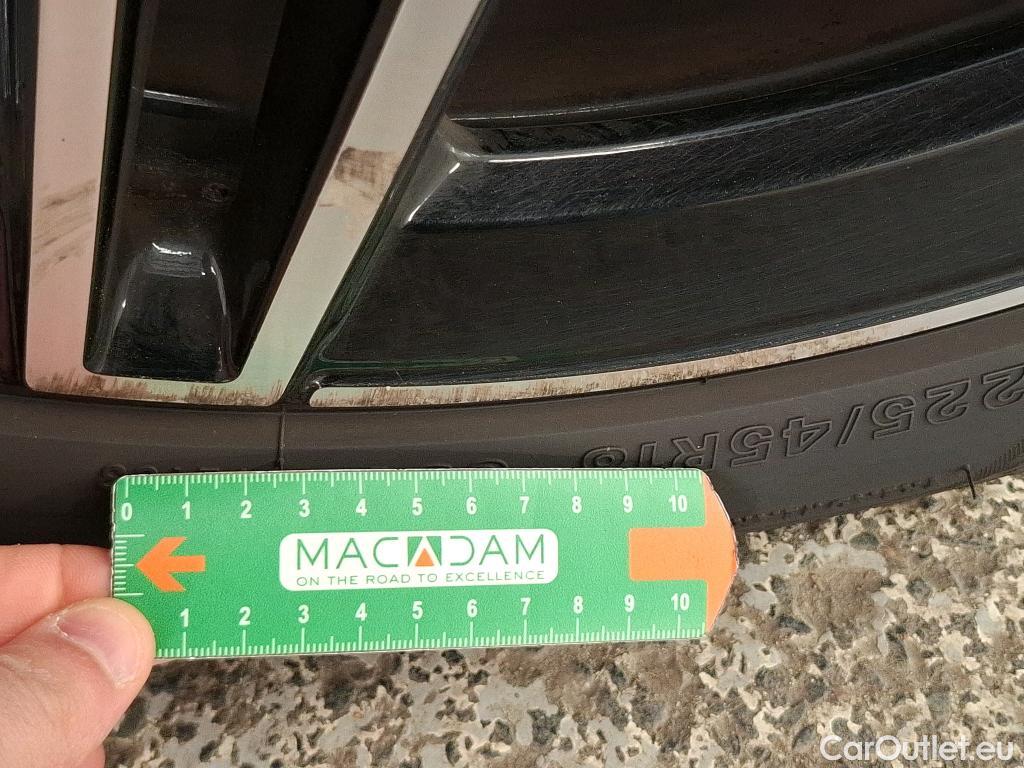 225/45R18
0 1 2 3 4 5 6 7 8 9 10
MACADAM
ON THE ROAD TO EXCELLENCE
1 2 3 4 5 6 7 8 9 10
CarOutlet.eu